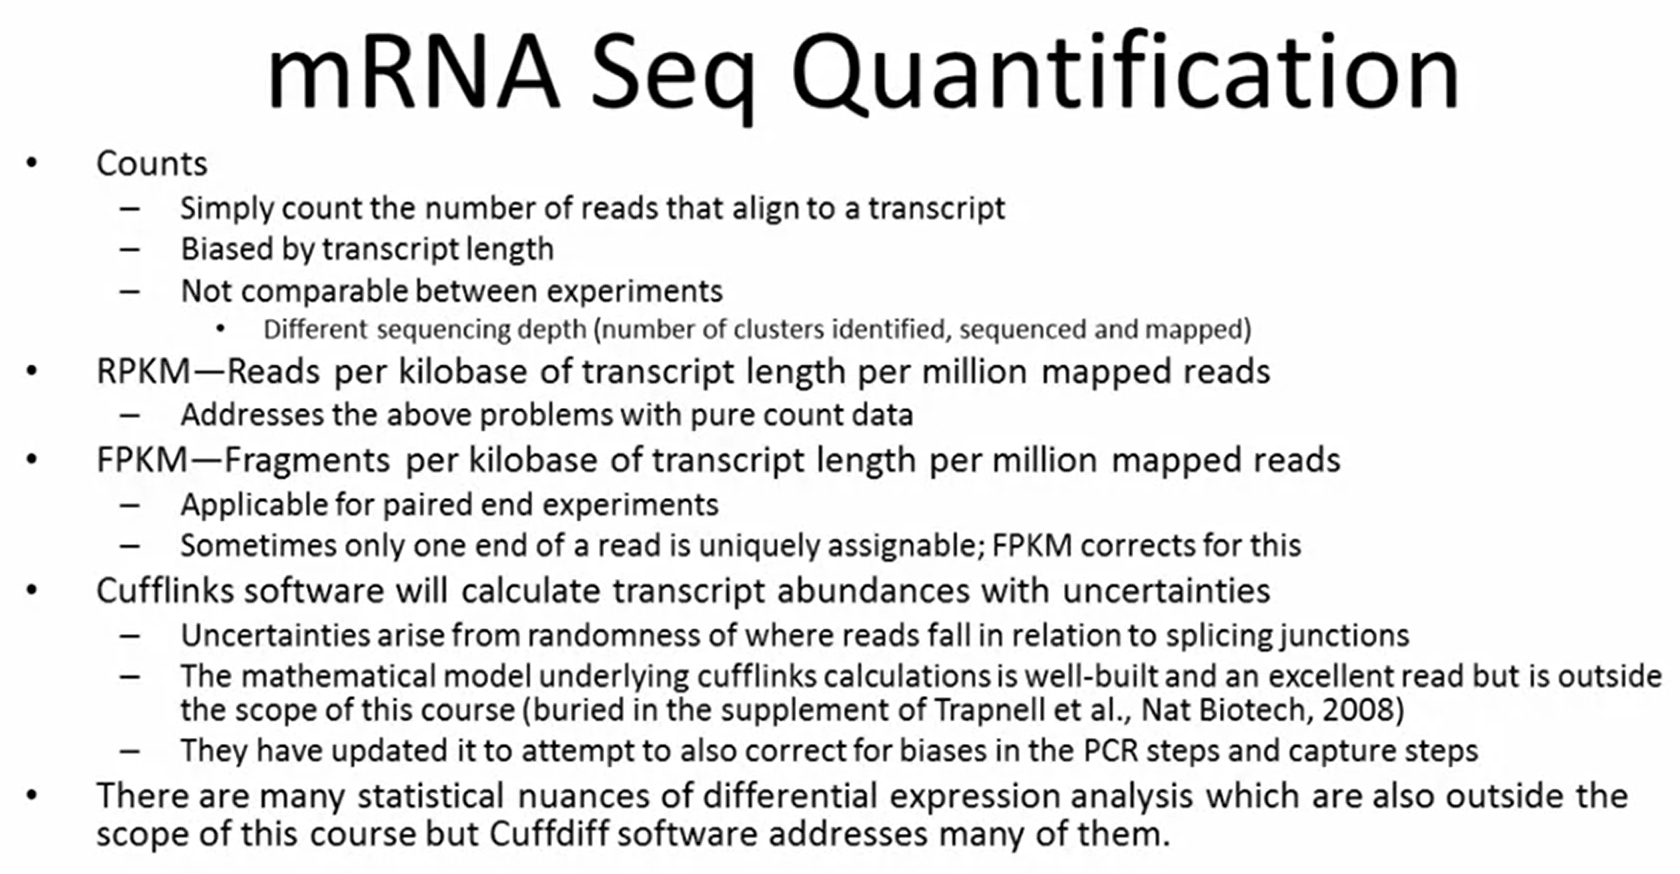 mRNA Seq Quantification
• Counts
– Simply count the number of reads that align to a transcript
– Biased by transcript length
– Not comparable between experiments
• Different sequencing depth (number of clusters identified, sequenced and mapped)
• RPKM—Reads per kilobase of transcript length per million mapped reads
– Addresses the above problems with pure count data
• FPKM—Fragments per kilobase of transcript length per million mapped reads
– Applicable for paired end experiments
– Sometimes only one end of a read is uniquely assignable; FPKM corrects for this
• Cufflinks software will calculate transcript abundances with uncertainties
– Uncertainties arise from randomness of where reads fall in relation to splicing junctions
– The mathematical model underlying cufflinks calculations is well-built and an excellent read but is outside
the scope of this course (buried in the supplement of Trapnell et al., Nat Biotech, 2008)
– They have updated it to attempt to also correct for biases in the PCR steps and capture steps
• There are many statistical nuances of differential expression analysis which are also outside the
scope of this course but Cuffdiff software addresses many of them.